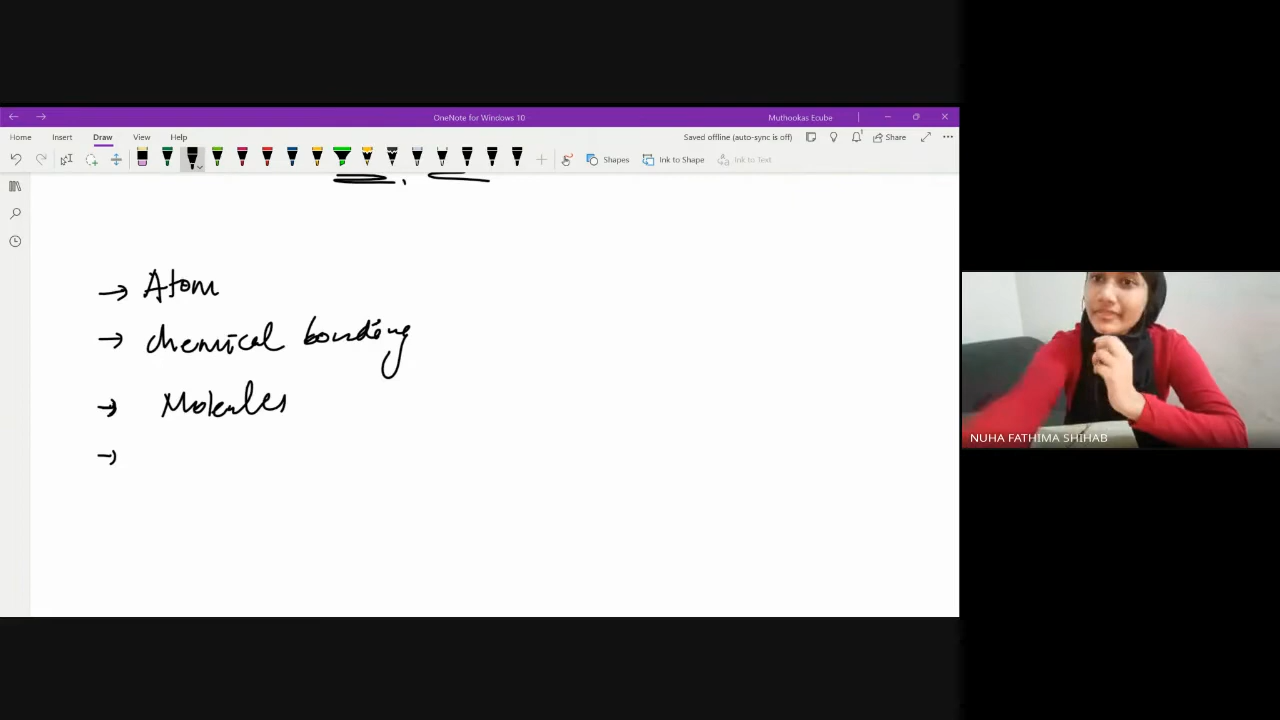 OneNote for Windows 10
Muthookas Ecube
Home Insert Draw View Help
Saved offline (auto-sync is off)
Share
Shapes
Ink to Shape
Ink to Text
→ Atom
→ chemical bonding
→ Molecules
→
NUHA FATHIMA SHIHAB